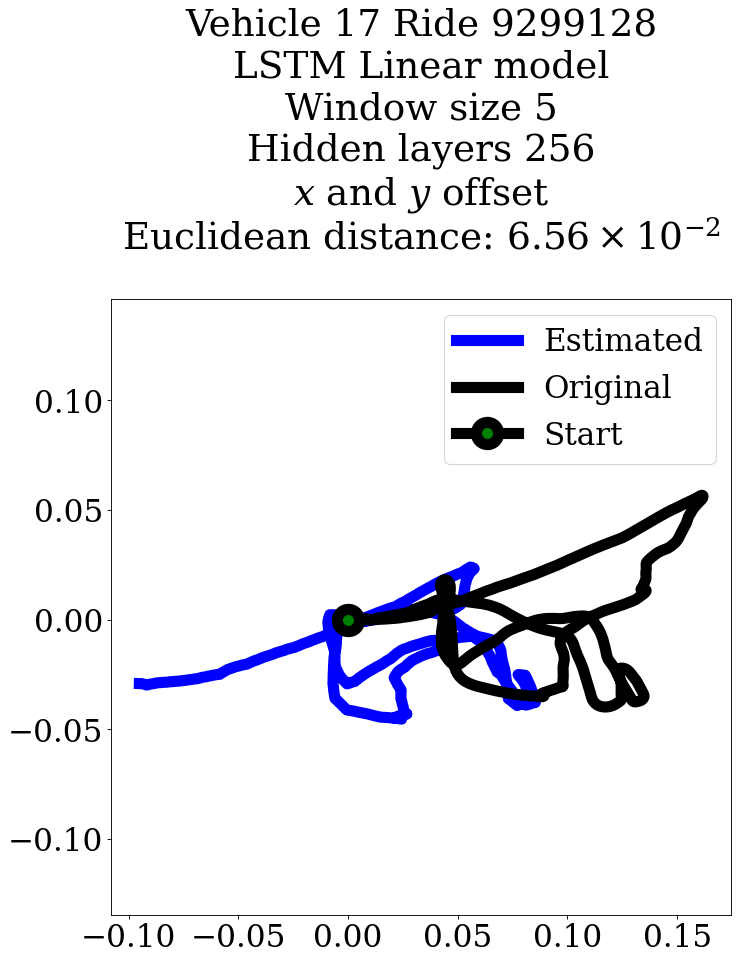 Vehicle 17 Ride 9299128
LSTM Linear model
Window size 5
Hidden layers 256
x and y offset
Euclidean distance: 6.56 × 10⁻²
Estimated
Original
Start
0.10
0.05
0.00
−0.05
−0.10
−0.10 −0.05 0.00 0.05 0.10 0.15